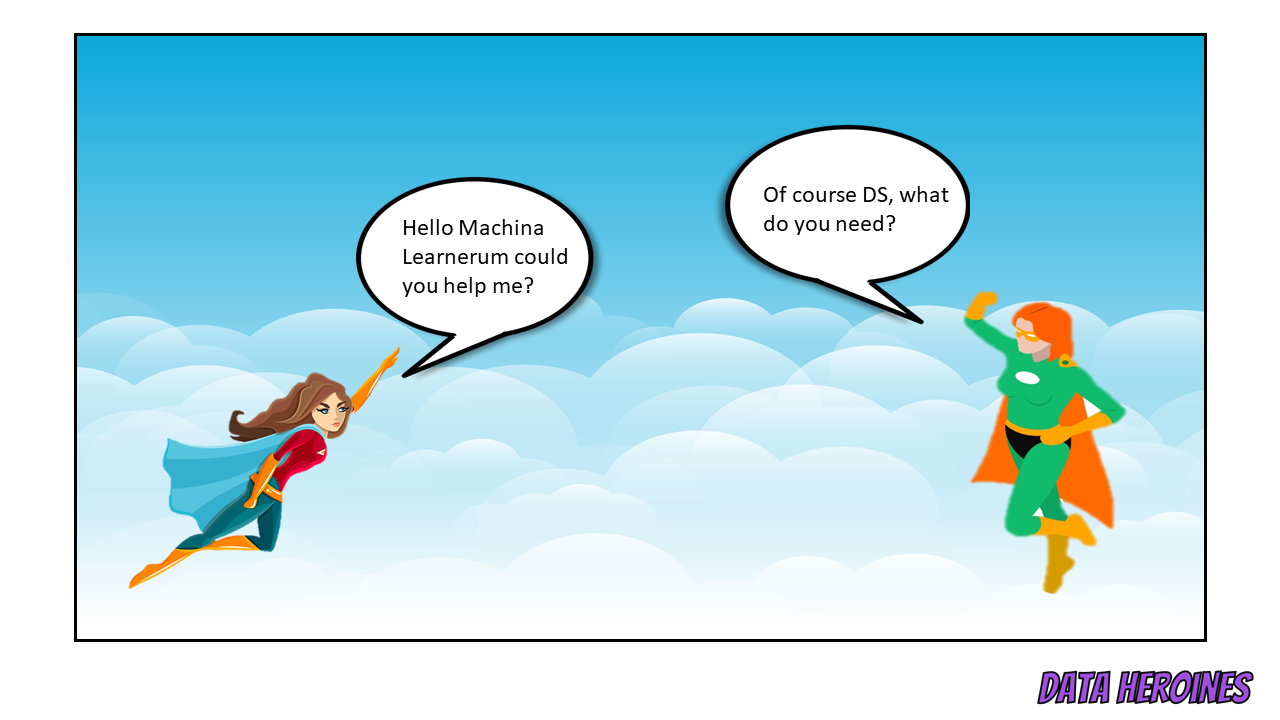 Hello Machina
Learnerum could
you help me?
Of course DS, what
do you need?
DATA HEROINES